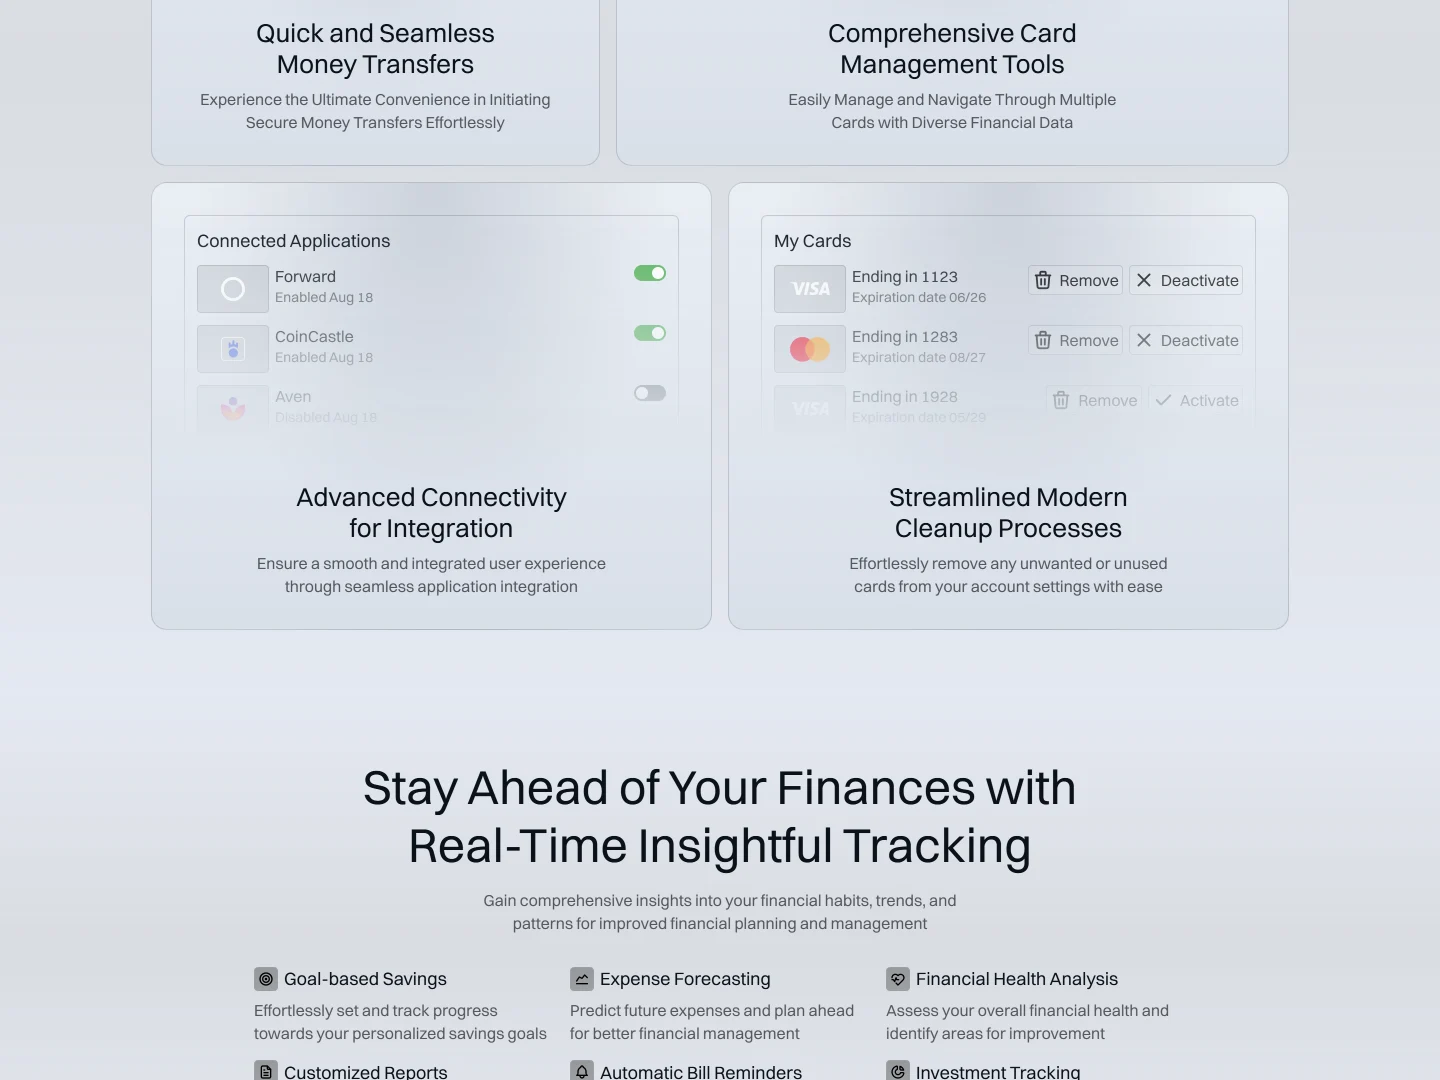 Quick and Seamless
Money Transfers
Experience the Ultimate Convenience in Initiating
Secure Money Transfers Effortlessly
Comprehensive Card
Management Tools
Easily Manage and Navigate Through Multiple
Cards with Diverse Financial Data
Connected Applications
Forward
Enabled Aug 18
CoinCastle
Enabled Aug 18
Aven
Disabled Aug 18
Advanced Connectivity
for Integration
Ensure a smooth and integrated user experience
through seamless application integration
My Cards
VISA
Ending in 1123
Expiration date 06/26
Remove
Deactivate
Ending in 1283
Expiration date 08/27
Remove
Deactivate
VISA
Ending in 1928
Expiration date 05/29
Remove
Activate
Streamlined Modern
Cleanup Processes
Effortlessly remove any unwanted or unused
cards from your account settings with ease
Stay Ahead of Your Finances with
Real-Time Insightful Tracking
Gain comprehensive insights into your financial habits, trends, and
patterns for improved financial planning and management
Goal-based Savings
Effortlessly set and track progress
towards your personalized savings goals
Expense Forecasting
Predict future expenses and plan ahead
for better financial management
Financial Health Analysis
Assess your overall financial health and
identify areas for improvement
Customized Reports
Automatic Bill Reminders
Investment Tracking